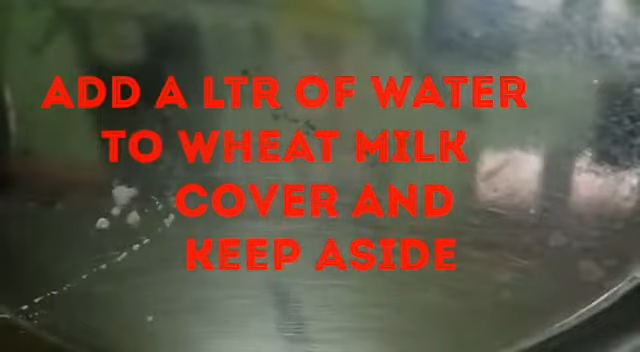 ADD A LTR OF WATER
TO WHEAT MILK
COVER AND
KEEP ASIDE